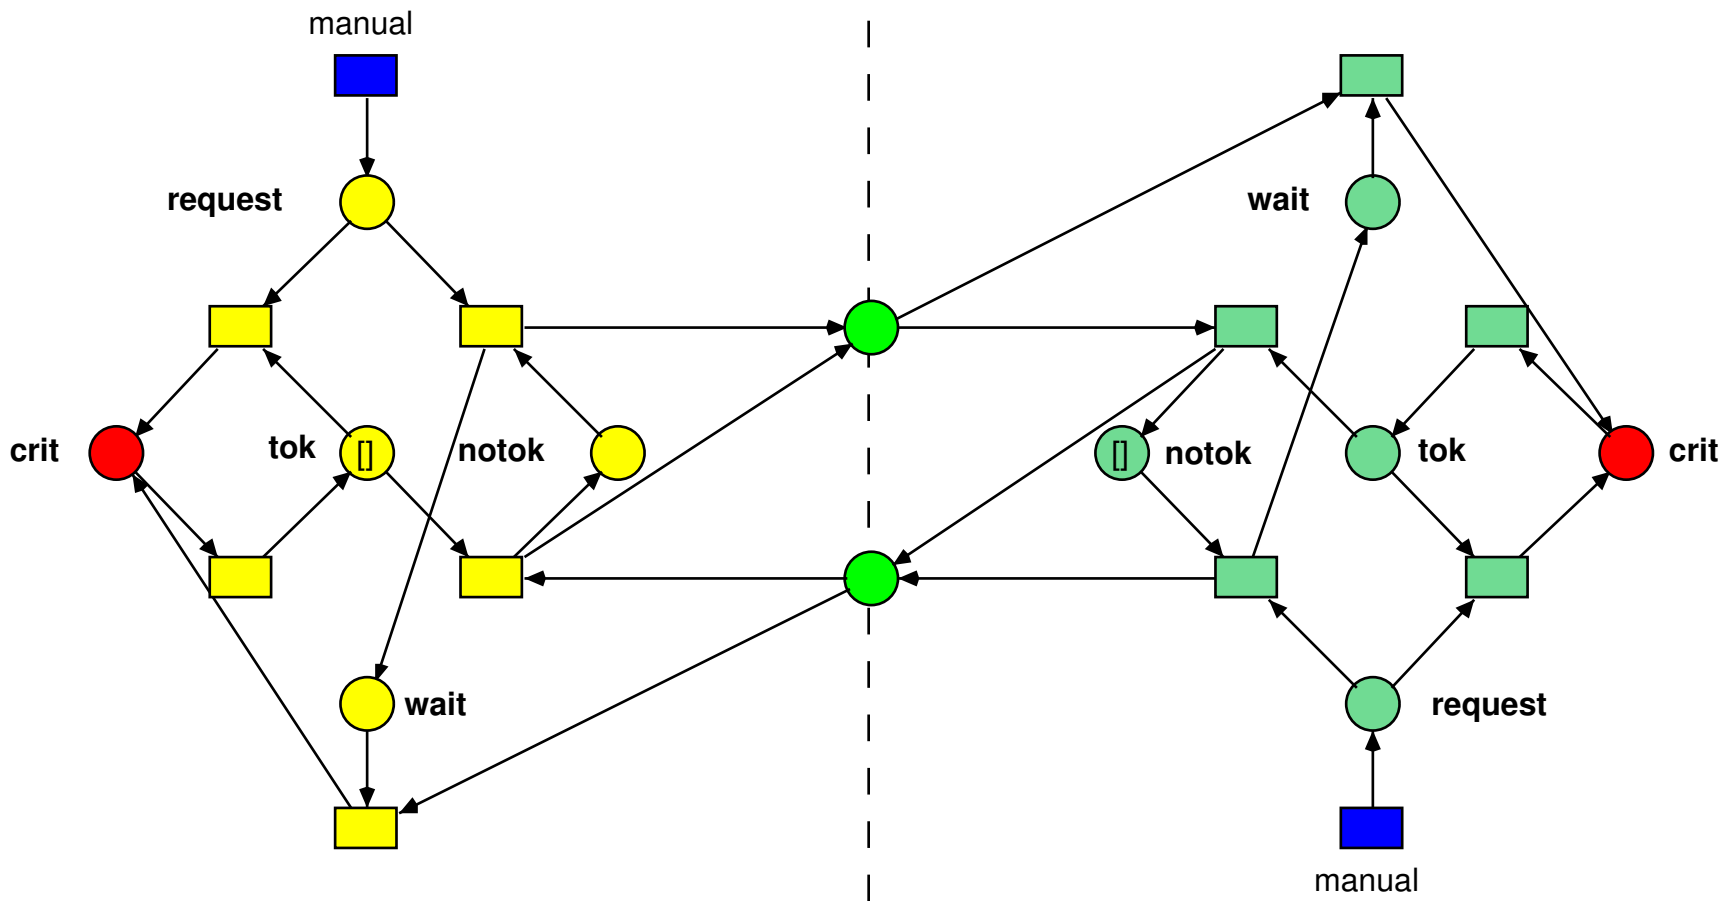 manual
request
wait
crit
tok
[]
notok
[]
notok
tok
crit
wait
request
manual